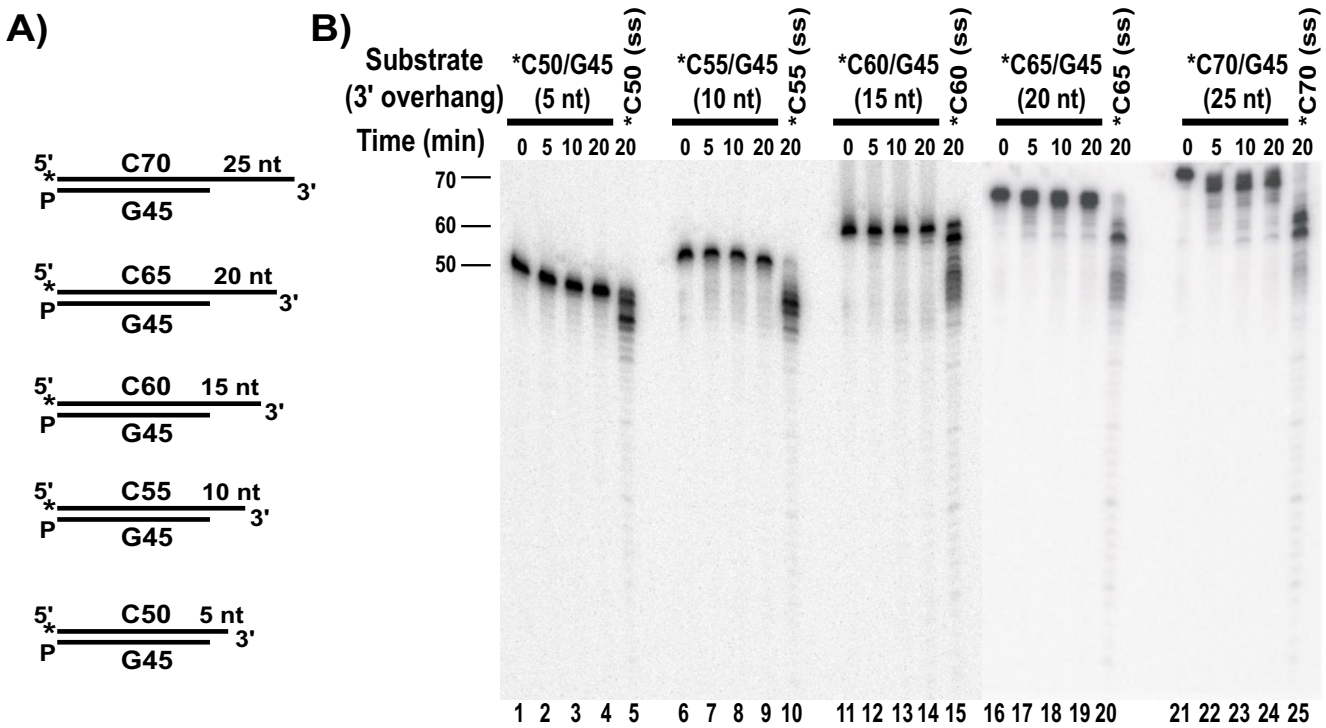 A)
5' C70 25 nt
*
P 3'
G45
5' C65 20 nt
*
P 3'
G45
5' C60 15 nt
*
P 3'
G45
5' C55 10 nt
*
P 3'
G45
5' C50 5 nt
*
P 3'
G45
B)
Substrate *C50/G45 *C50 (ss) *C55/G45 *C55 (ss) *C60/G45 *C60 (ss) *C65/G45 *C65 (ss) *C70/G45 *C70 (ss)
(3' overhang) (5 nt) (10 nt) (15 nt) (20 nt) (25 nt)
Time (min) 0 5 10 20 20 0 5 10 20 20 0 5 10 20 20 0 5 10 20 20 0 5 10 20 20
70
60
50
1 2 3 4 5 6 7 8 9 10 11 12 13 14 15 16 17 18 19 20 21 22 23 24 25